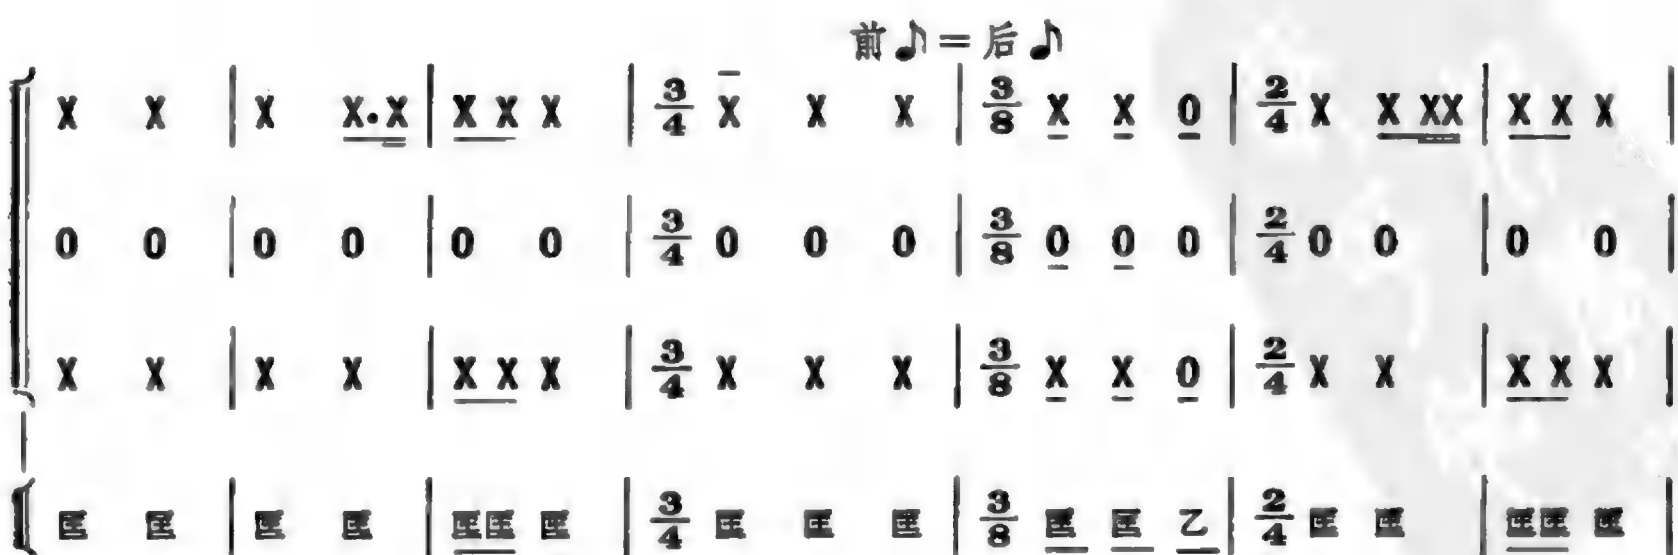 前♪=后♪
X X | X X.X | X X X | 3/4 X X X | 3/8 X X 0 | 2/4 X X XX | X X X |
0 0 | 0 0 | 0 0 | 3/4 0 0 0 | 3/8 0 0 0 | 2/4 0 0 | 0 0 |
X X | X X | X X X | 3/4 X X X | 3/8 X X 0 | 2/4 X X | X X X |
匡 匡 | 匡 匡 | 匡匡 匡 | 3/4 匡 匡 匡 | 3/8 匡 匡 乙 | 2/4 匡 匡 | 匡匡 匡